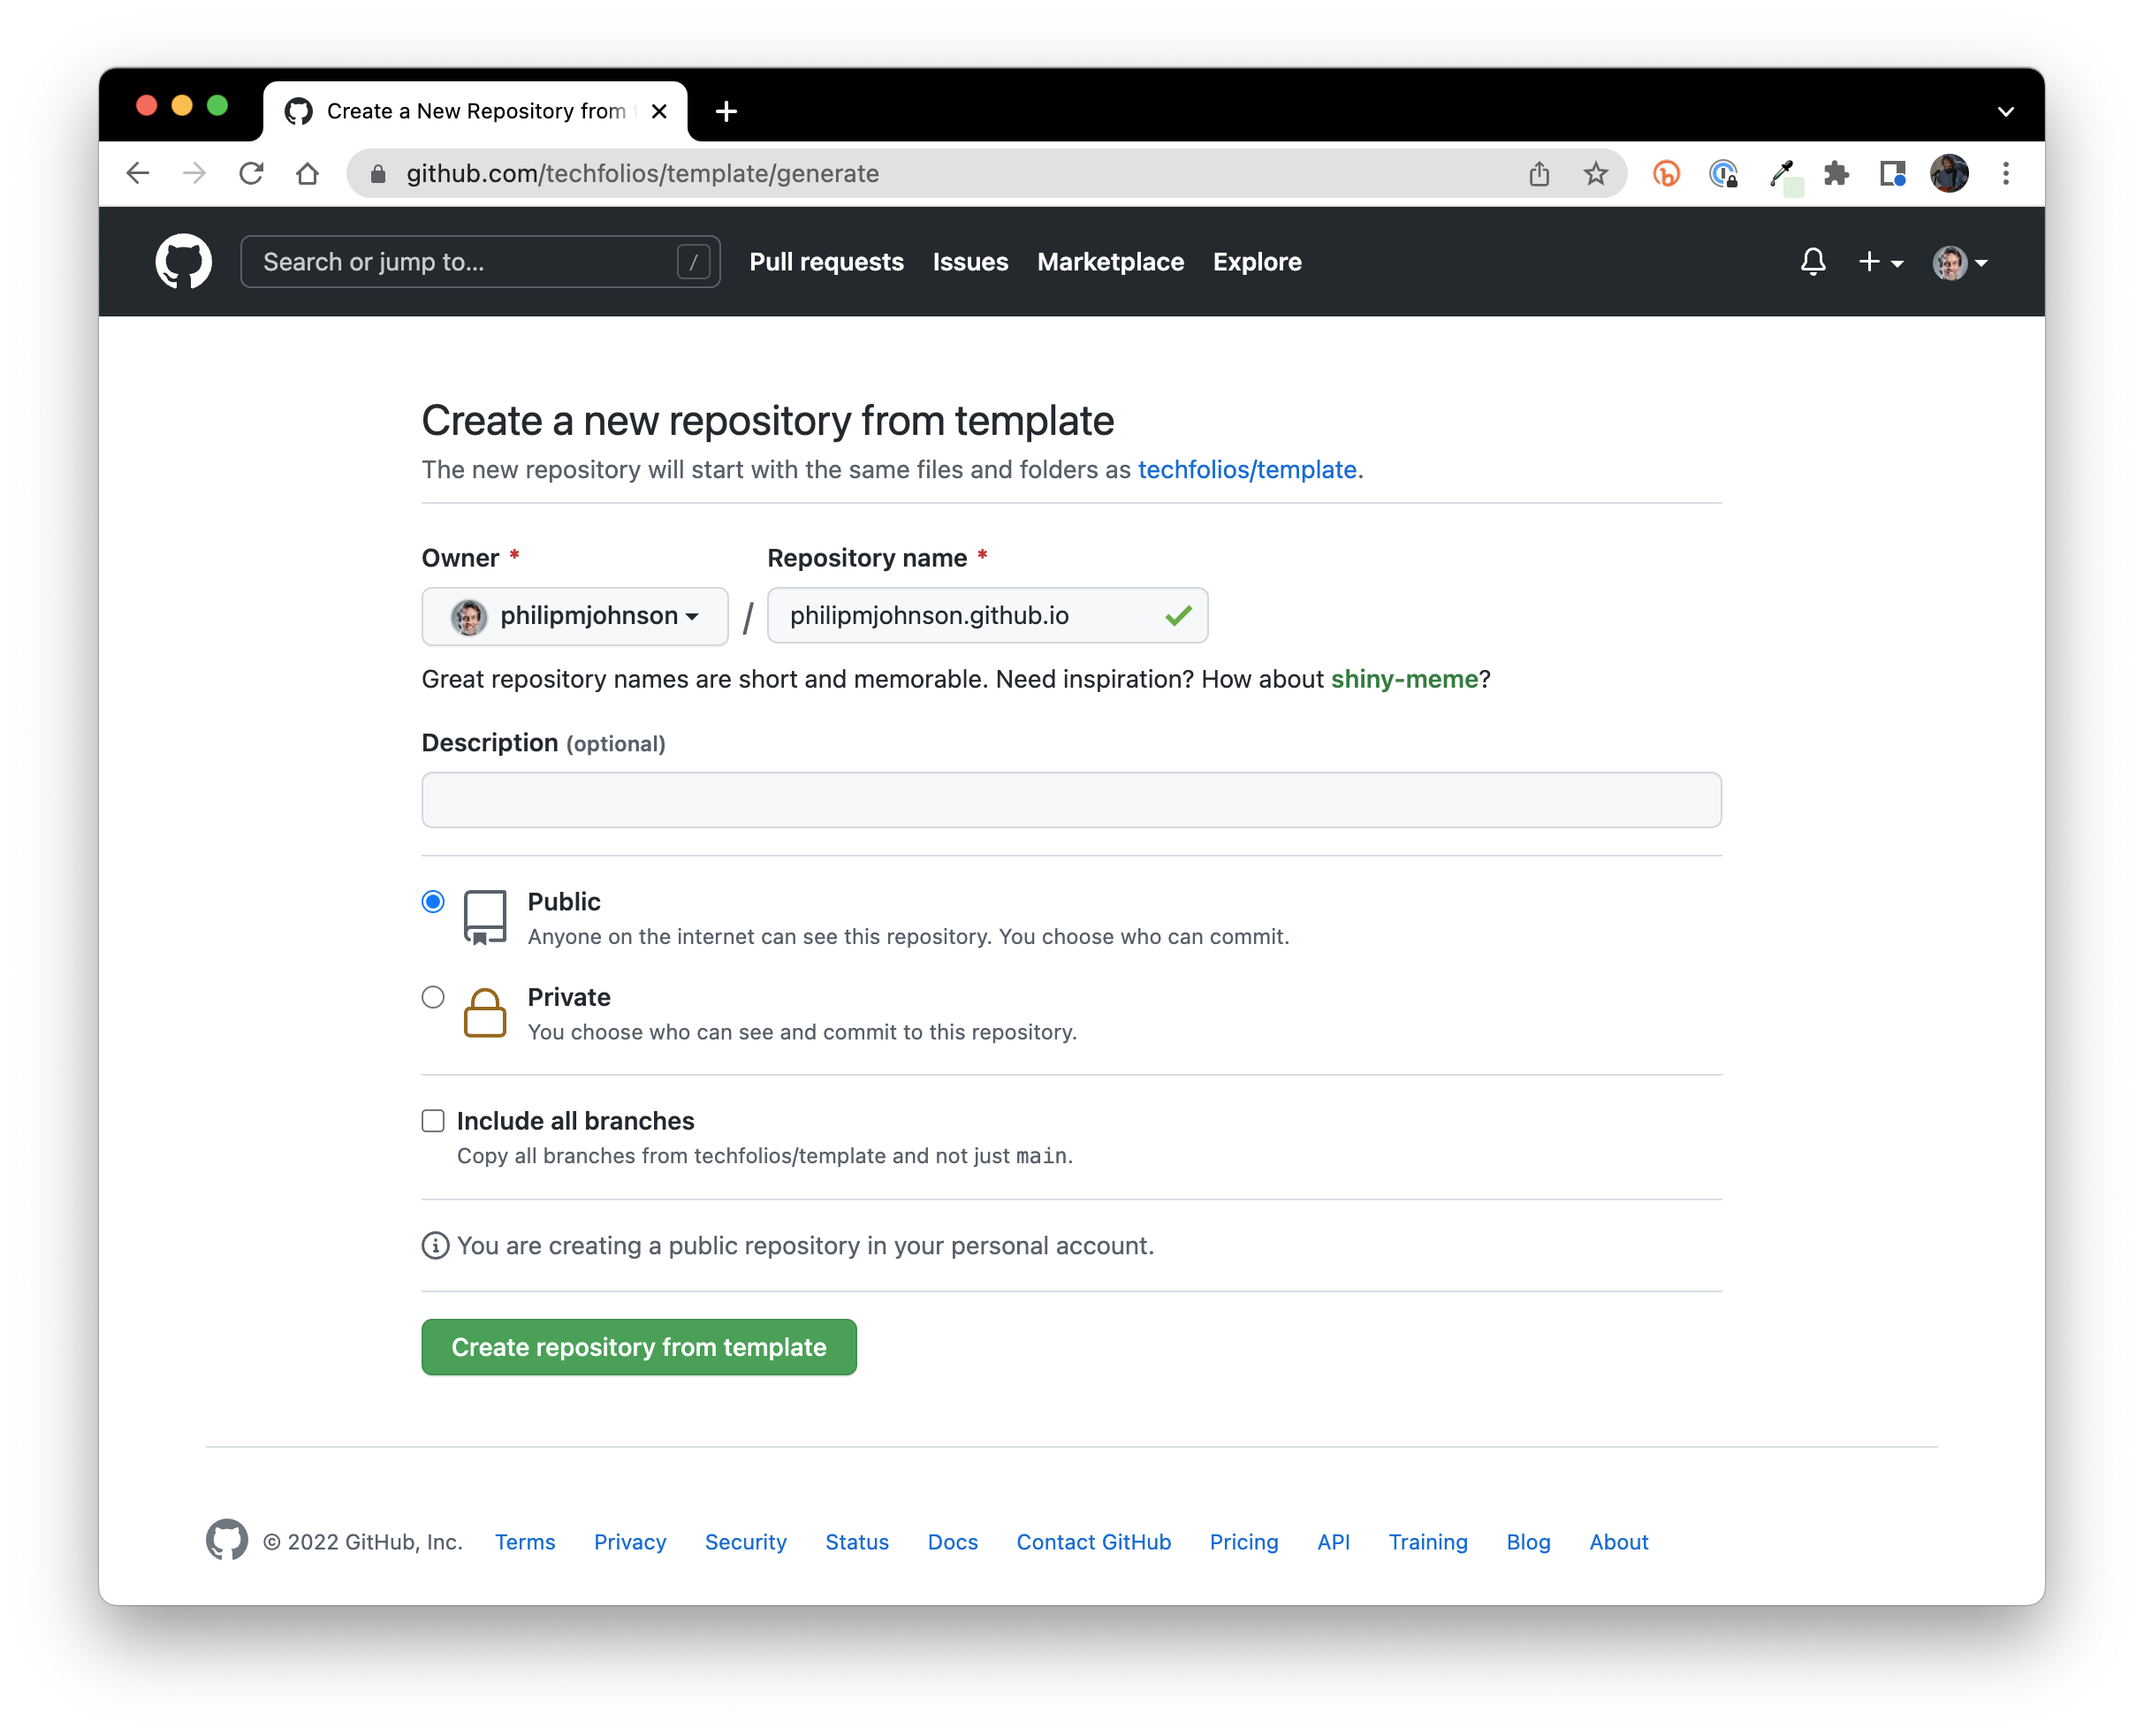 Create a New Repository from
github.com/techfolios/template/generate
Search or jump to... /
Pull requests Issues Marketplace Explore
Create a new repository from template
The new repository will start with the same files and folders as techfolios/template.
Owner * Repository name *
philipmjohnson / philipmjohnson.github.io
Great repository names are short and memorable. Need inspiration? How about shiny-meme?
Description (optional)
Public
Anyone on the internet can see this repository. You choose who can commit.
Private
You choose who can see and commit to this repository.
Include all branches
Copy all branches from techfolios/template and not just main.
You are creating a public repository in your personal account.
Create repository from template
© 2022 GitHub, Inc. Terms Privacy Security Status Docs Contact GitHub Pricing API Training Blog About